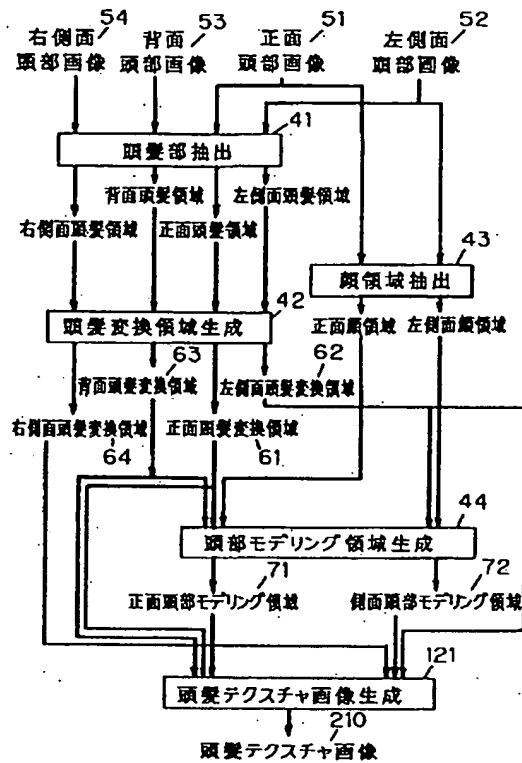 54
53
51
52
右側面
頭部画像
背面
頭部画像
正面
頭部画像
左側面
頭部画像
41
頭髪部抽出
背面頭髪領域
左側面頭髪領域
右側面頭髪領域
正面頭髪領域
43
顔領域抽出
42
頭髪変換領域生成
正面顔領域
左側面顔領域
63
62
背面頭髪変換領域
左側面頭髪変換領域
右側面頭髪変換領域
正面頭髪変換領域
64
61
44
頭部モデリング領域生成
71
72
正面頭部モデリング領域
側面頭部モデリング領域
121
頭髪テクスチャ画像生成
210
頭髪テクスチャ画像